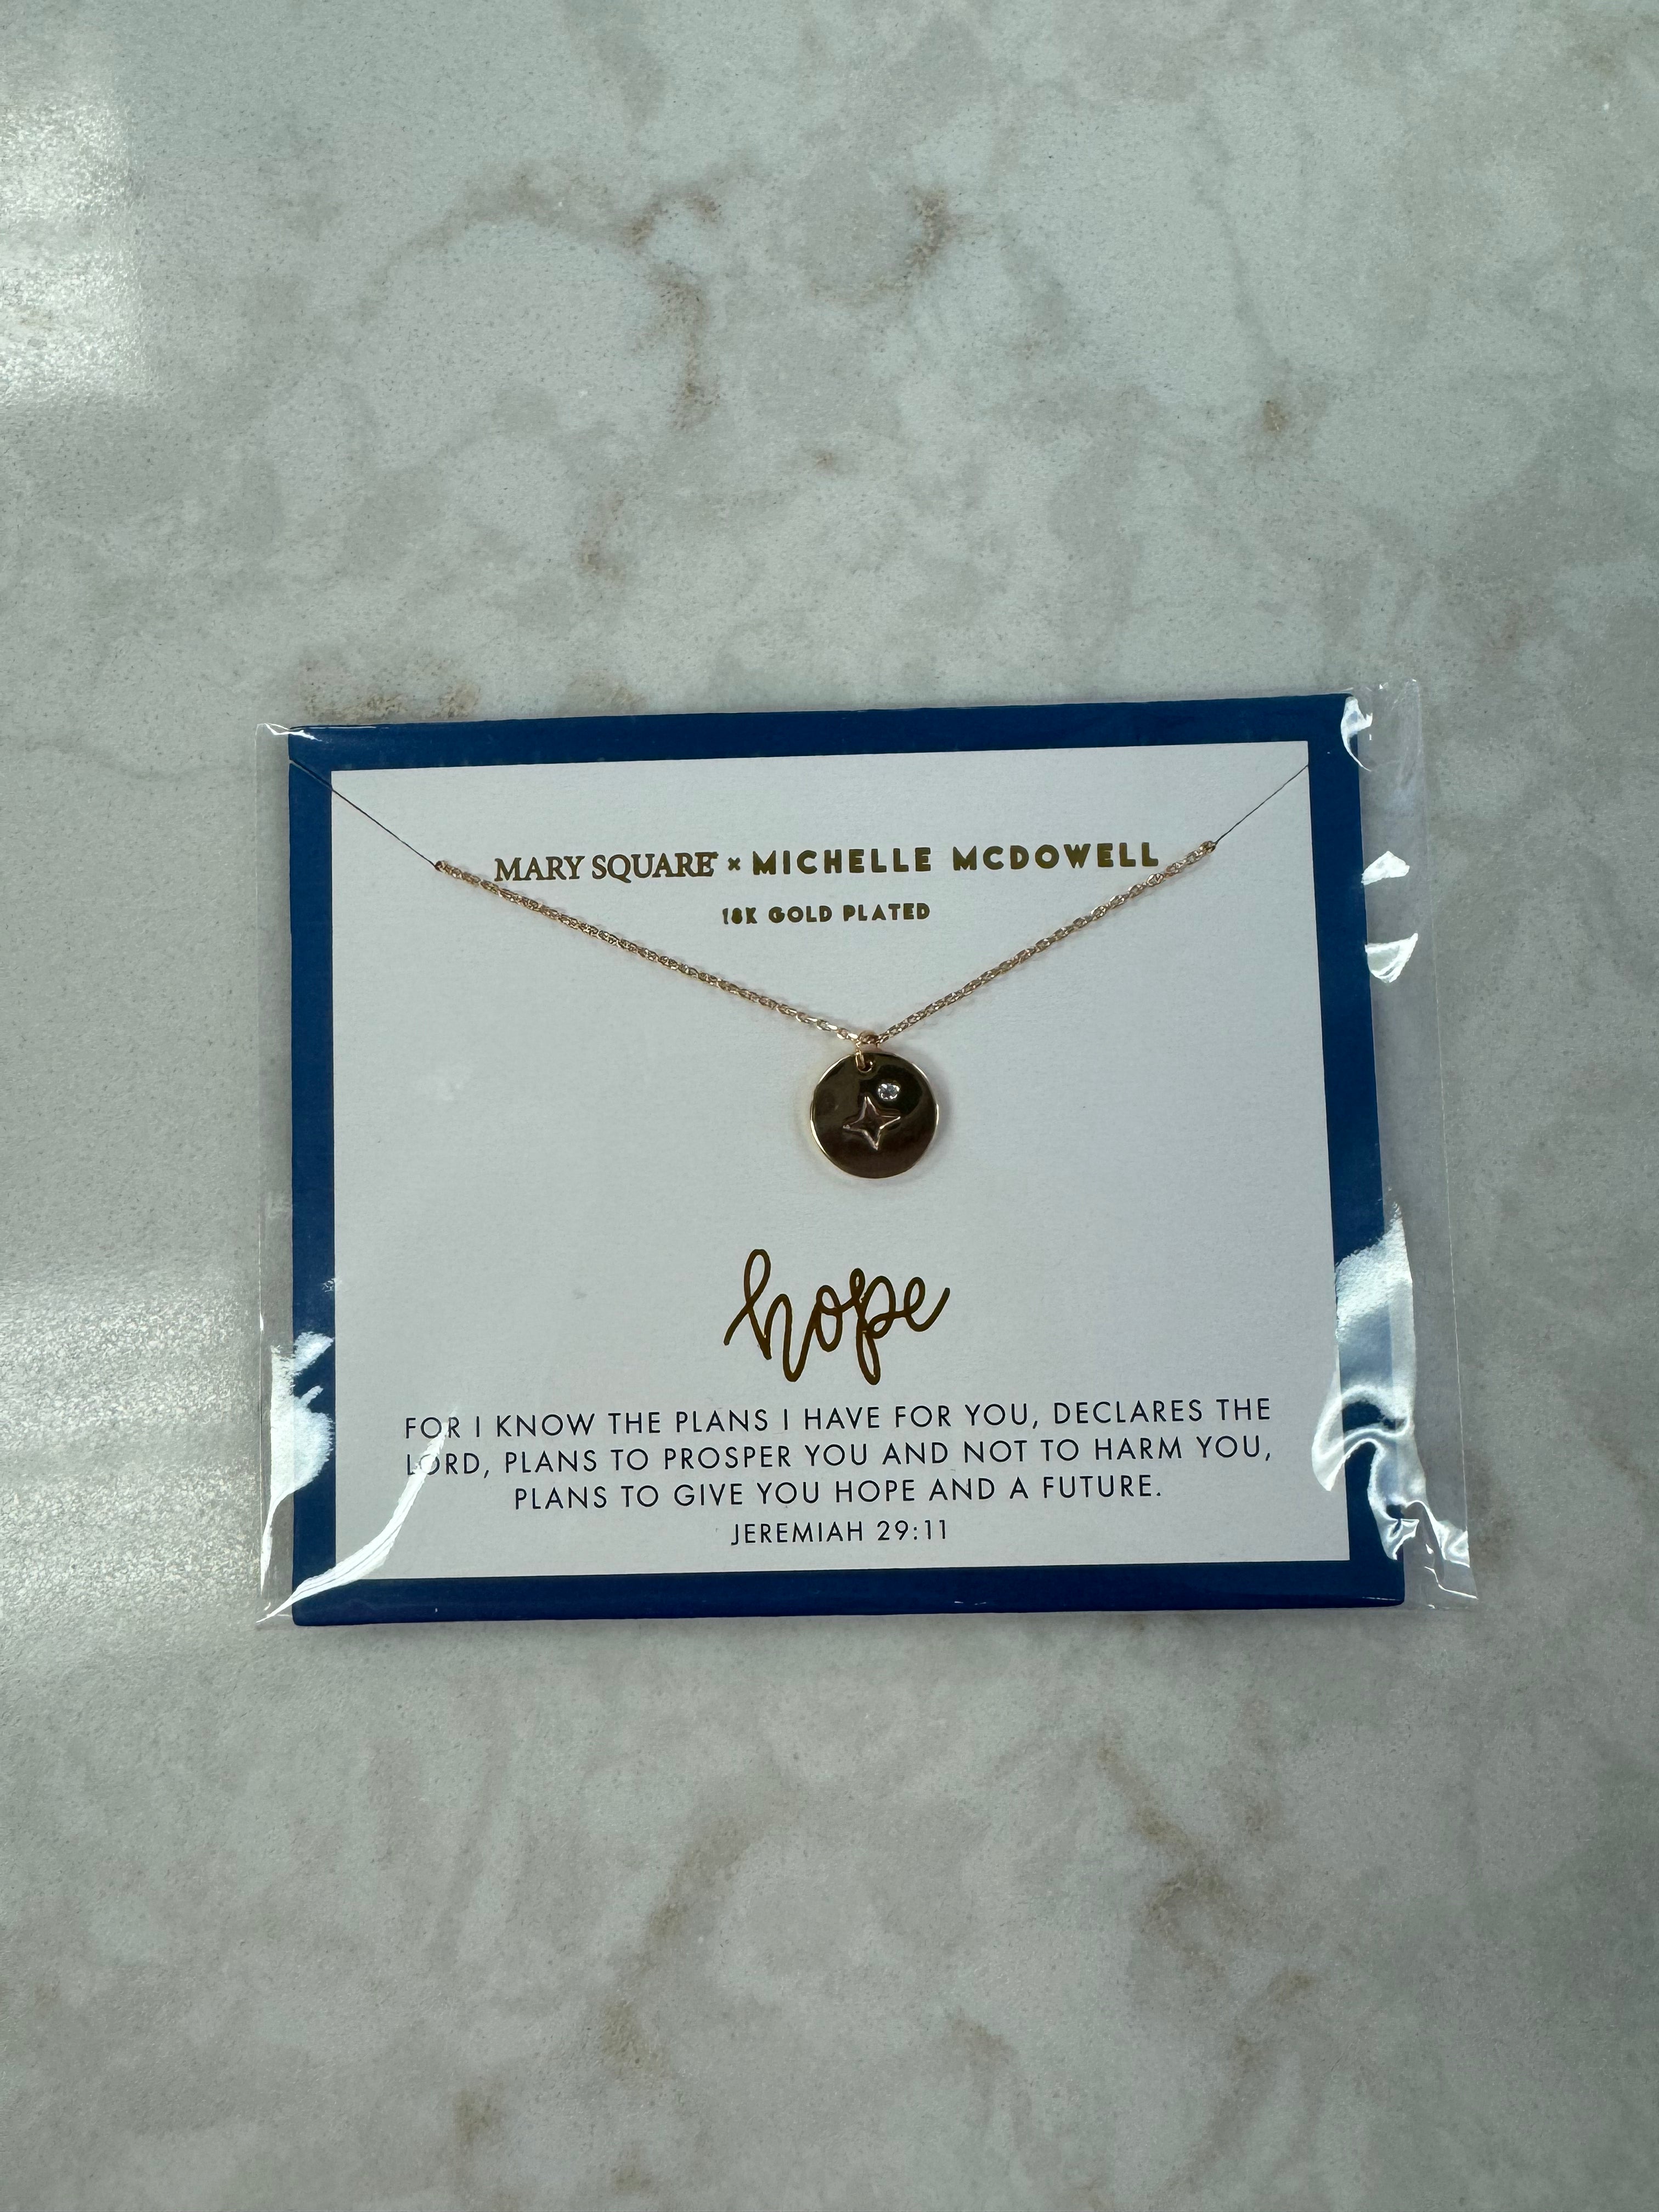 MARY SQUARE × MICHELLE MCDOWELL
18K GOLD PLATED
hope
FOR I KNOW THE PLANS I HAVE FOR YOU, DECLARES THE
LORD, PLANS TO PROSPER YOU AND NOT TO HARM YOU,
PLANS TO GIVE YOU HOPE AND A FUTURE.
JEREMIAH 29:11